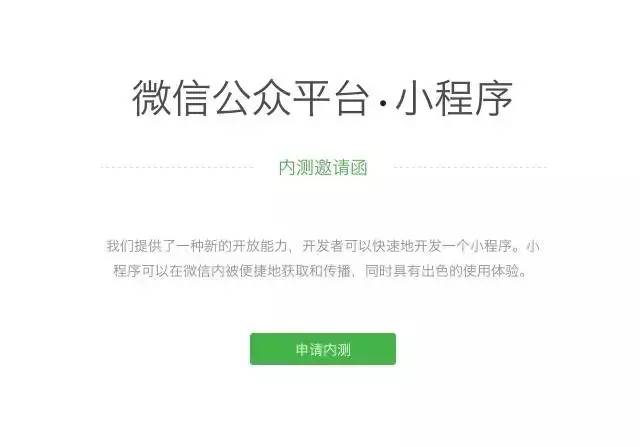 微信公众平台·小程序
内测邀请函
我们提供了一种新的开放能力，开发者可以快速地开发一个小程序。小
程序可以在微信内被便捷地获取和传播，同时具有出色的使用体验。
申请内测